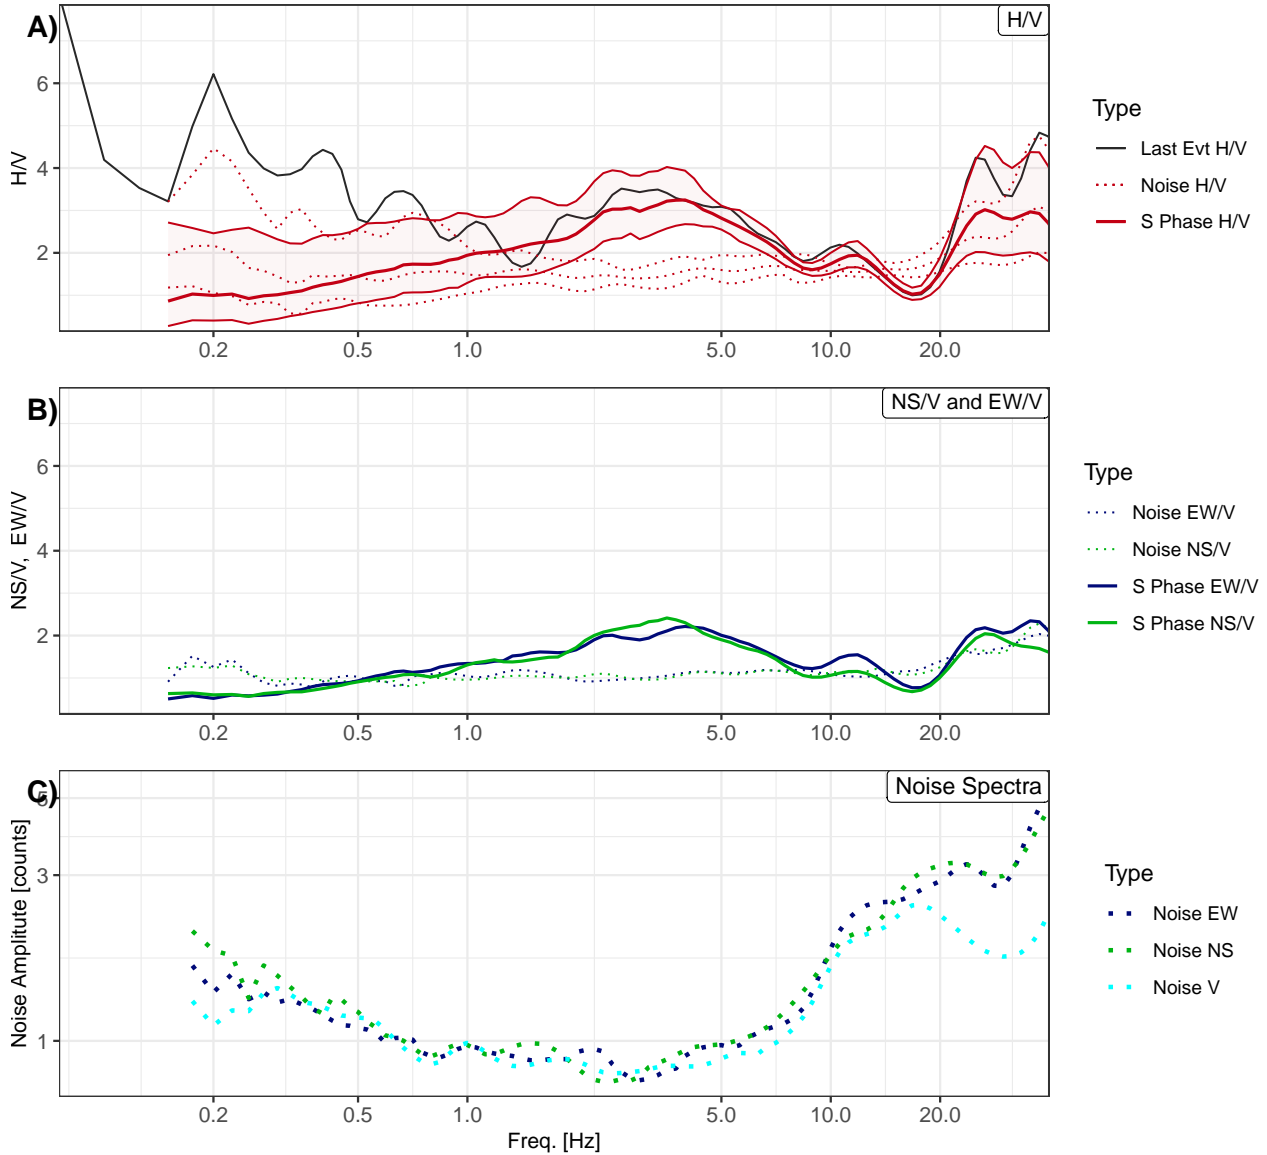 A)
H/V
H/V
6
4
2
0.2 0.5 1.0 5.0 10.0 20.0
Type
Last Evt H/V
Noise H/V
S Phase H/V
B)
NS/V and EW/V
NS/V, EW/V
6
4
2
0.2 0.5 1.0 5.0 10.0 20.0
Type
Noise EW/V
Noise NS/V
S Phase EW/V
S Phase NS/V
C)
Noise Spectra
Noise Amplitute [counts]
5
3
1
0.2 0.5 1.0 5.0 10.0 20.0
Freq. [Hz]
Type
Noise EW
Noise NS
Noise V